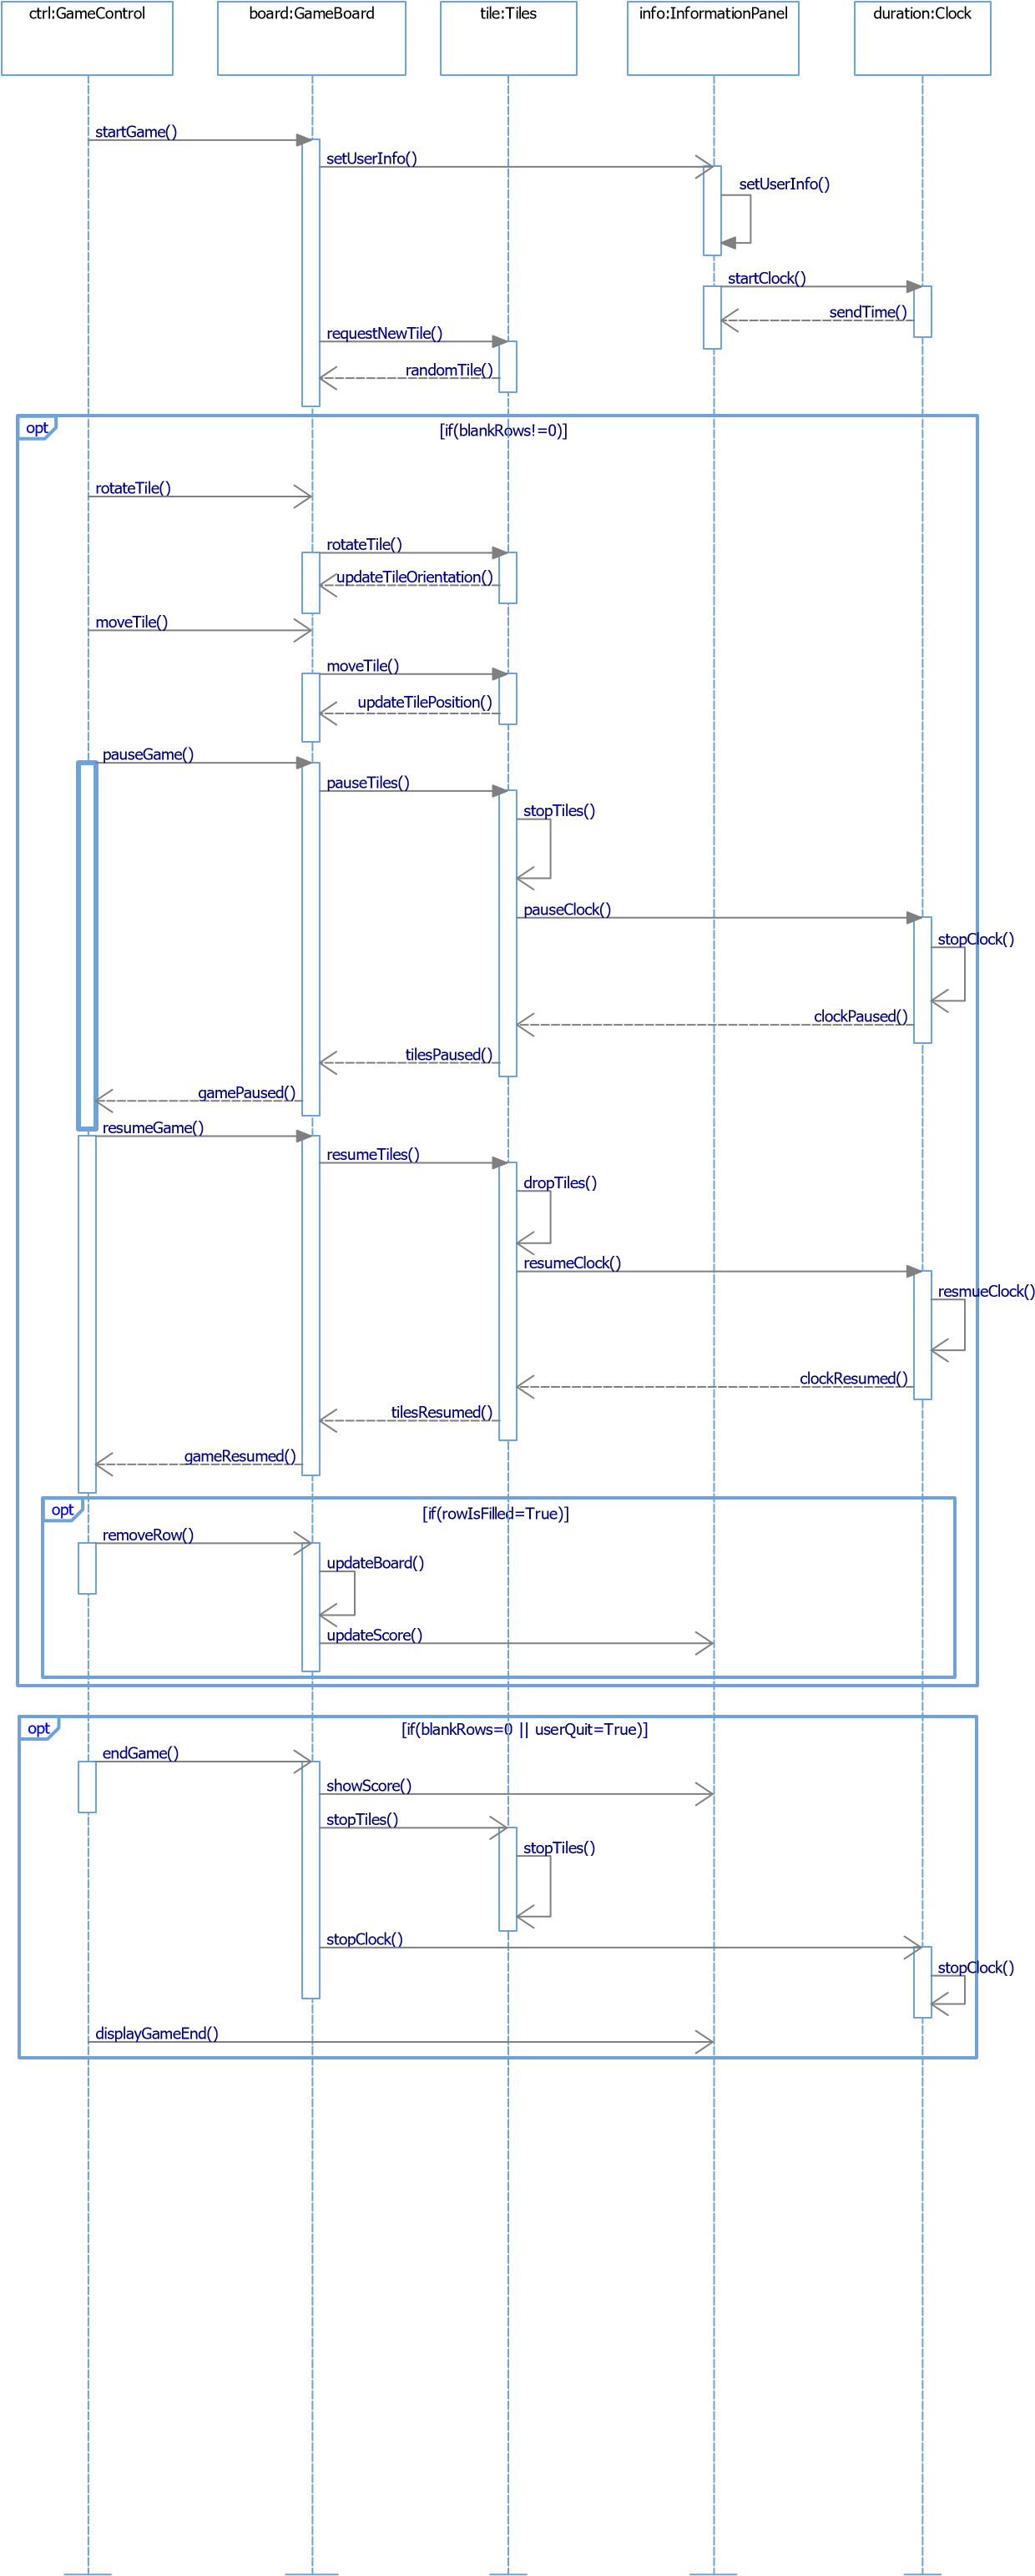 ctrl:GameControl
board:GameBoard
tile:Tiles
info:InformationPanel
duration:Clock
startGame()
setUserInfo()
setUserInfo()
startClock()
sendTime()
requestNewTile()
randomTile()
opt
[if(blankRows!=0)]
rotateTile()
rotateTile()
updateTileOrientation()
moveTile()
moveTile()
updateTilePosition()
pauseGame()
pauseTiles()
stopTiles()
pauseClock()
stopClock()
clockPaused()
tilesPaused()
gamePaused()
resumeGame()
resumeTiles()
dropTiles()
resumeClock()
resmueClock()
clockResumed()
tilesResumed()
gameResumed()
opt
[if(rowIsFilled=True)]
removeRow()
updateBoard()
updateScore()
opt
[if(blankRows=0 || userQuit=True)]
endGame()
showScore()
stopTiles()
stopTiles()
stopClock()
stopClock()
displayGameEnd()